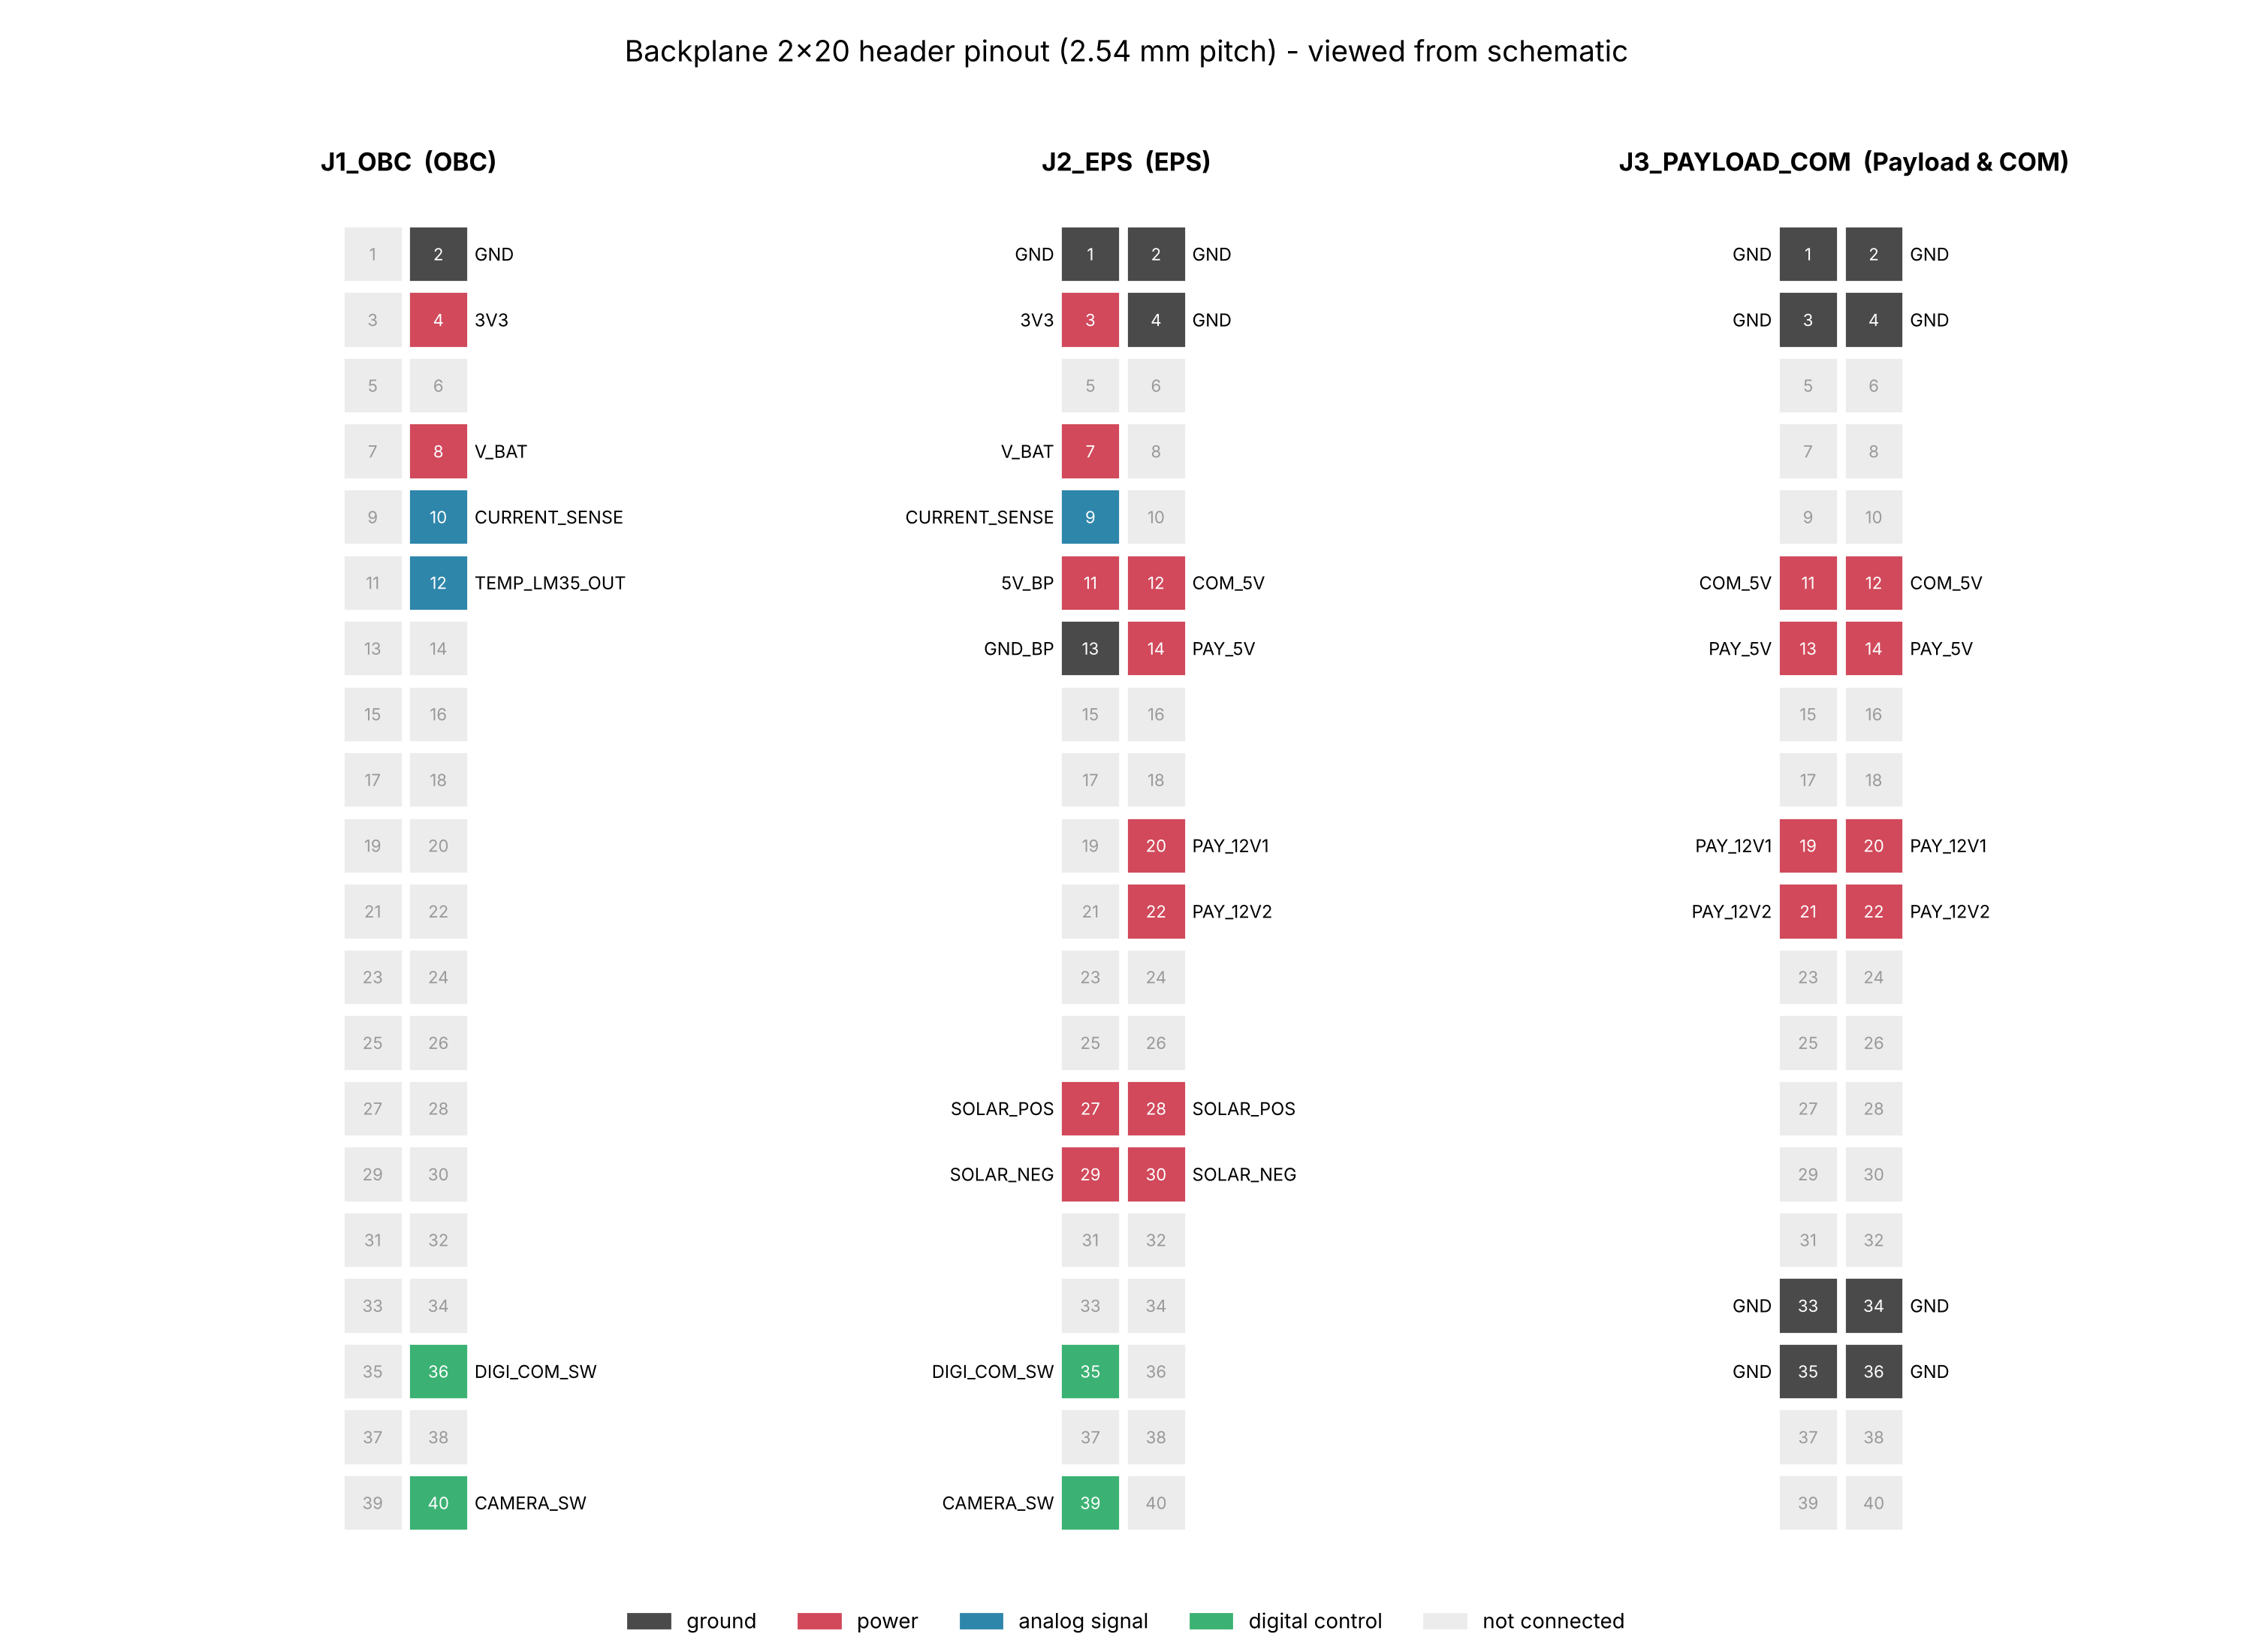 Backplane 2×20 header pinout (2.54 mm pitch) - viewed from schematic
J1_OBC (OBC)
1 2 GND
3 4 3V3
5 6
7 8 V_BAT
9 10 CURRENT_SENSE
11 12 TEMP_LM35_OUT
13 14
15 16
17 18
19 20
21 22
23 24
25 26
27 28
29 30
31 32
33 34
35 36 DIGI_COM_SW
37 38
39 40 CAMERA_SW
J2_EPS (EPS)
GND 1 2 GND
3V3 3 4 GND
5 6
V_BAT 7 8
CURRENT_SENSE 9 10
5V_BP 11 12 COM_5V
GND_BP 13 14 PAY_5V
15 16
17 18
19 20 PAY_12V1
21 22 PAY_12V2
23 24
25 26
SOLAR_POS 27 28 SOLAR_POS
SOLAR_NEG 29 30 SOLAR_NEG
31 32
33 34
DIGI_COM_SW 35 36
37 38
CAMERA_SW 39 40
J3_PAYLOAD_COM (Payload & COM)
GND 1 2 GND
GND 3 4 GND
5 6
7 8
9 10
COM_5V 11 12 COM_5V
PAY_5V 13 14 PAY_5V
15 16
17 18
PAY_12V1 19 20 PAY_12V1
PAY_12V2 21 22 PAY_12V2
23 24
25 26
27 28
29 30
31 32
GND 33 34 GND
GND 35 36 GND
37 38
39 40
ground power analog signal digital control not connected